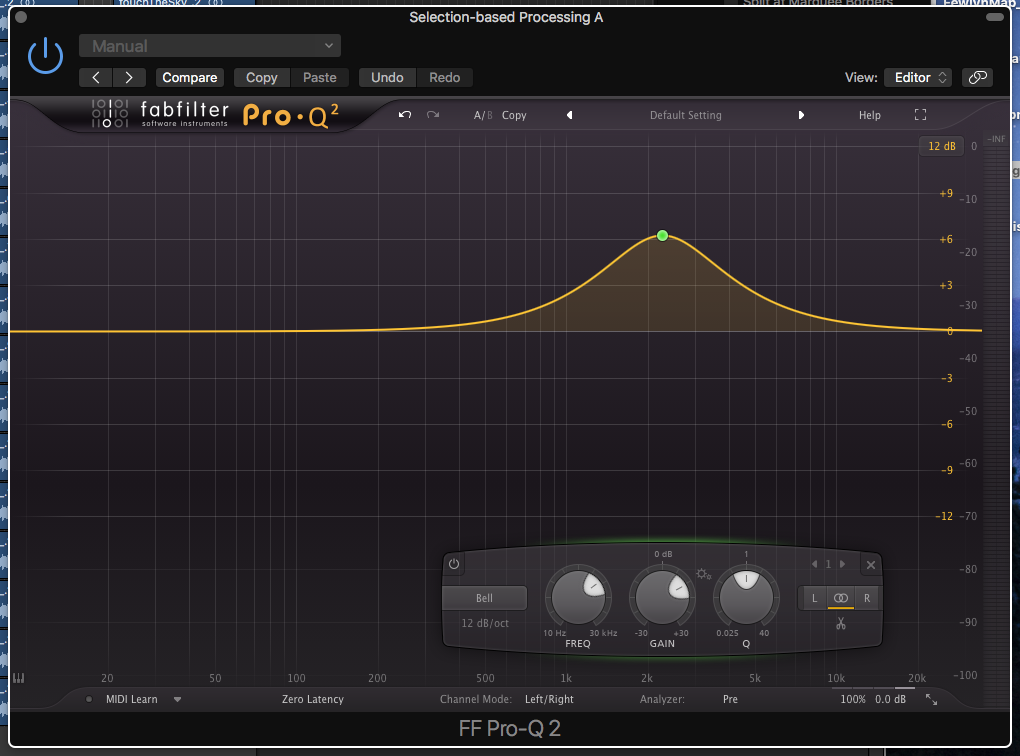 touchTheSky_2 (0)
Split at Marquee Borders
Selection-based Processing A
Manual
Compare Copy Paste Undo Redo View: Editor
fabfilter Pro·Q 2
software instruments
A/B Copy Default Setting Help
12 dB 0 -INF
+9 -10
+6 -20
+3 -30
0 -40
-3 -50
-6 -60
-9 -70
-12
0 dB 1
1
-80
Bell L R
12 dB/oct -90
10 Hz 30 kHz -30 +30 0.025 40
FREQ GAIN Q
20 50 100 200 500 1k 2k 5k 10k 20k -100
MIDI Learn Zero Latency Channel Mode: Left/Right Analyzer: Pre 100% 0.0 dB
FF Pro-Q 2